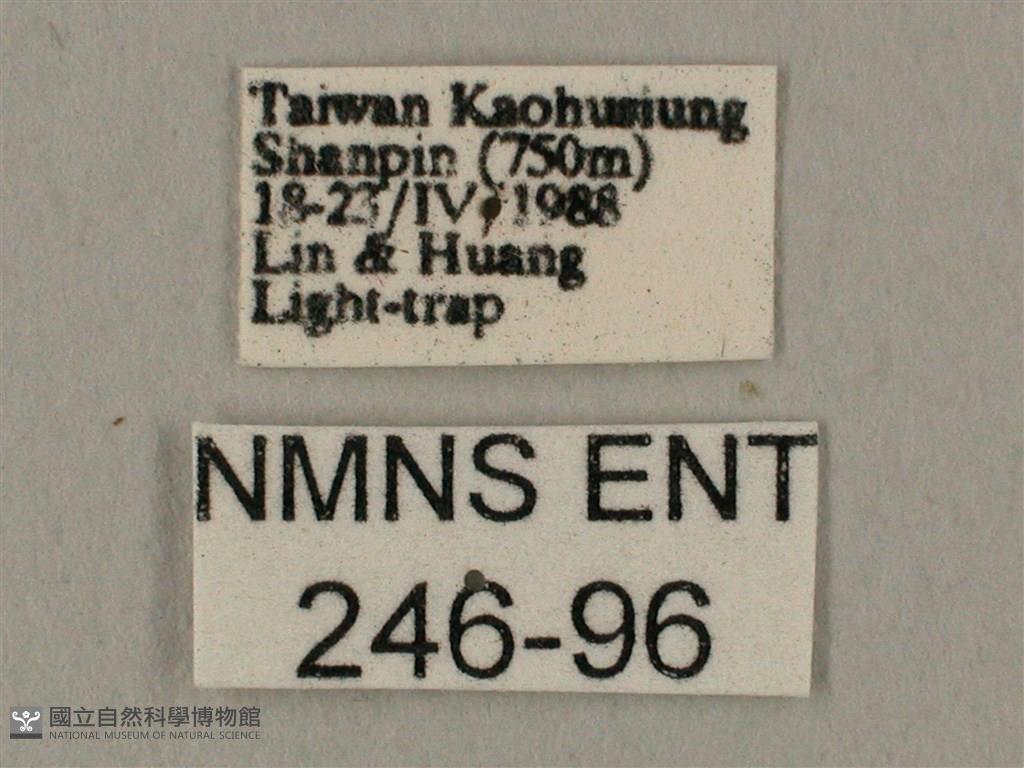 Taiwan Kaohusiung
Shanpin (750m)
18-23/IV/1988
Lin & Huang
Light-trap
NMNS ENT
246-96
國立自然科學博物館
NATIONAL MUSEUM OF NATURAL SCIENCE